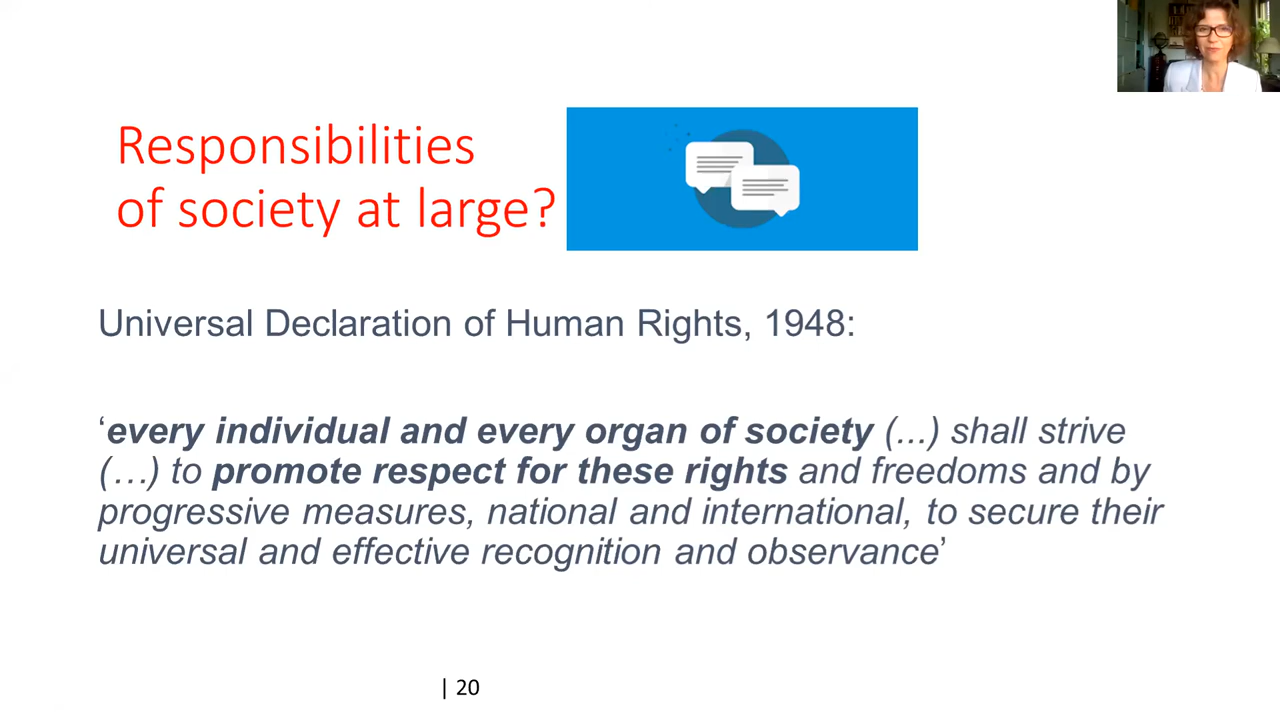 Responsibilities
of society at large?
Universal Declaration of Human Rights, 1948:
‘every individual and every organ of society (...) shall strive
(…) to promote respect for these rights and freedoms and by
progressive measures, national and international, to secure their
universal and effective recognition and observance’
| 20